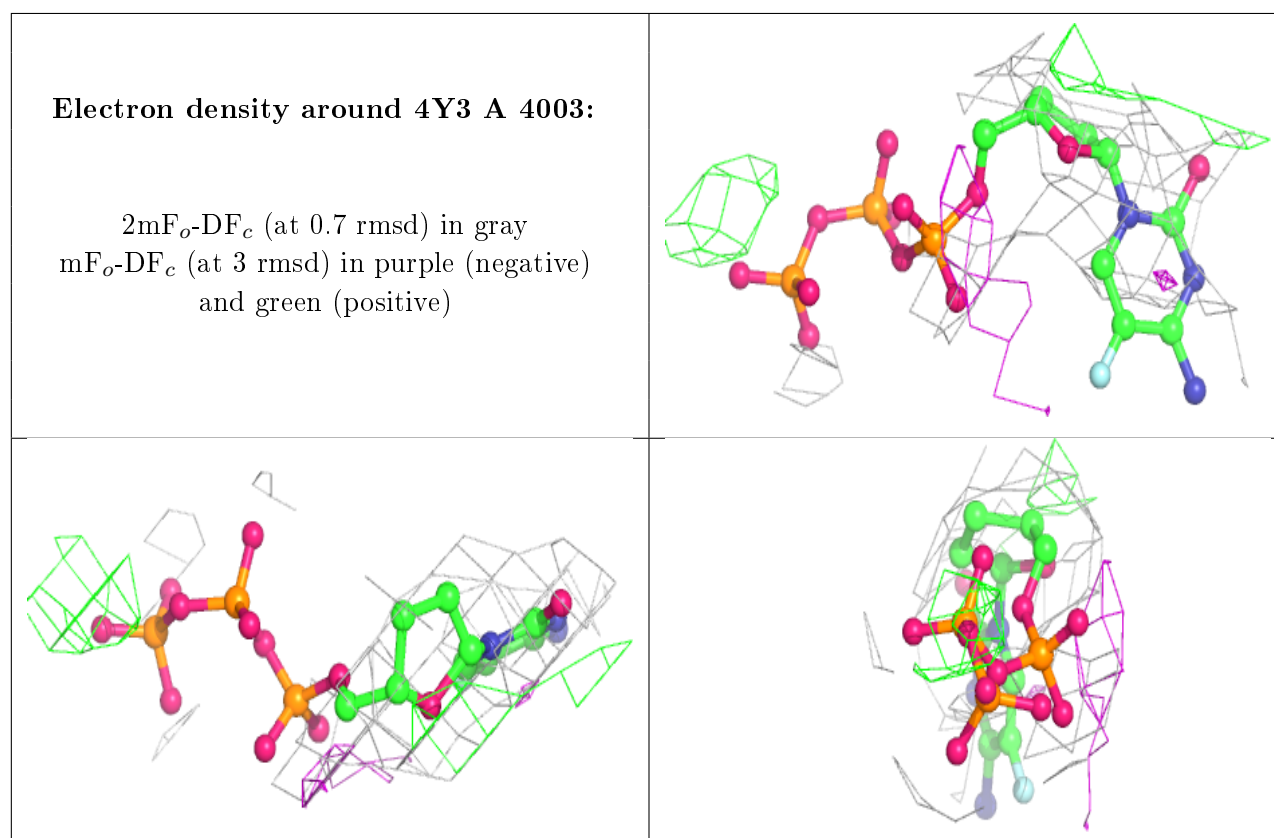 Electron density around 4Y3 A 4003:
2mFₒ-DF𝒸 (at 0.7 rmsd) in gray
mFₒ-DF𝒸 (at 3 rmsd) in purple (negative)
and green (positive)